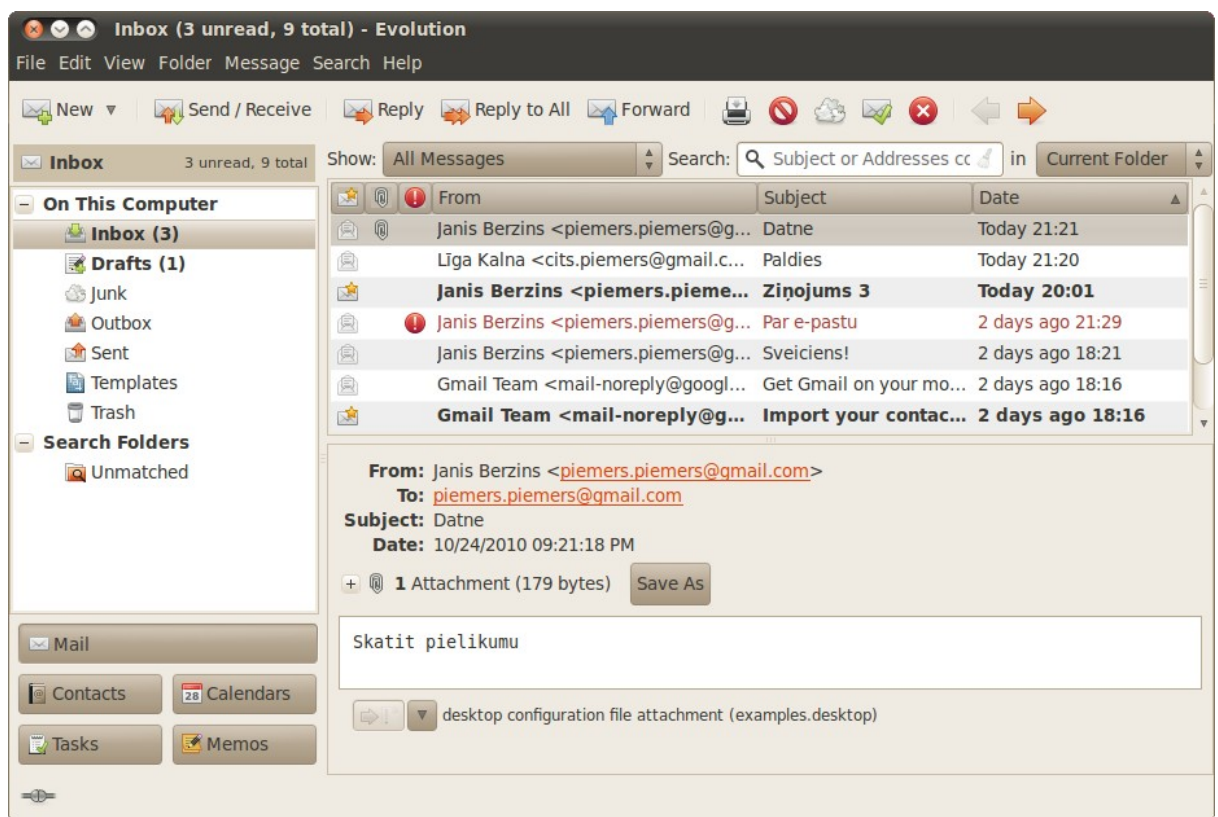 Inbox (3 unread, 9 total) - Evolution
File Edit View Folder Message Search Help
New Send / Receive Reply Reply to All Forward
Inbox 3 unread, 9 total
Show: All Messages Search: Subject or Addresses cc in Current Folder
On This Computer
Inbox (3)
Drafts (1)
Junk
Outbox
Sent
Templates
Trash
Search Folders
Unmatched
Mail
Contacts Calendars
28
Tasks Memos
From Subject Date
Janis Berzins <piemers.piemers@g... Datne Today 21:21
Līga Kalna <cits.piemers@gmail.c... Paldies Today 21:20
Janis Berzins <piemers.pieme... Ziņojums 3 Today 20:01
Janis Berzins <piemers.piemers@g... Par e-pastu 2 days ago 21:29
Janis Berzins <piemers.piemers@g... Sveiciens! 2 days ago 18:21
Gmail Team <mail-noreply@googl... Get Gmail on your mo... 2 days ago 18:16
Gmail Team <mail-noreply@g... Import your contac... 2 days ago 18:16
From: Janis Berzins <piemers.piemers@gmail.com>
To: piemers.piemers@gmail.com
Subject: Datne
Date: 10/24/2010 09:21:18 PM
1 Attachment (179 bytes) Save As
Skatit pielikumu
desktop configuration file attachment (examples.desktop)